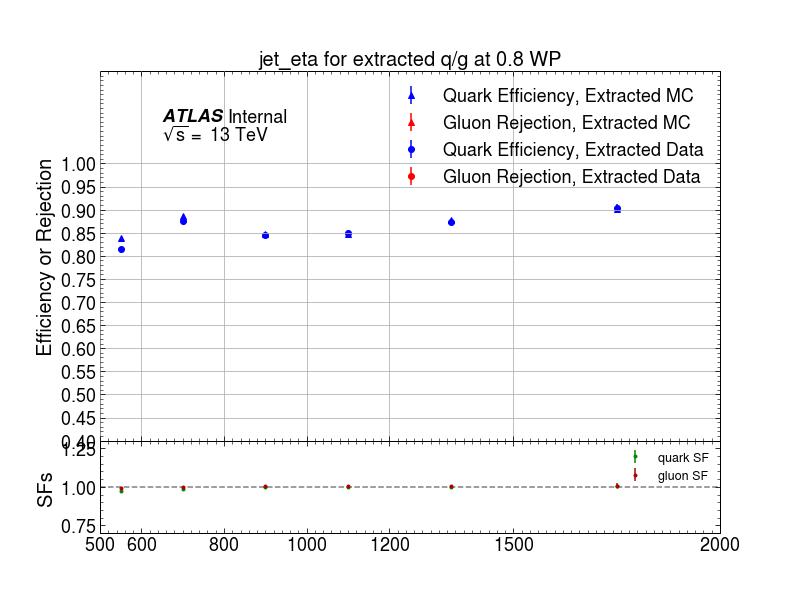 jet_eta for extracted q/g at 0.8 WP
ATLAS Internal
√s = 13 TeV
Quark Efficiency, Extracted MC
Gluon Rejection, Extracted MC
Quark Efficiency, Extracted Data
Gluon Rejection, Extracted Data
Efficiency or Rejection
1.00
0.95
0.90
0.85
0.80
0.75
0.70
0.65
0.60
0.55
0.50
0.45
0.40
SFs
1.25
1.00
0.75
quark SF
gluon SF
500 600 800 1000 1200 1500 2000